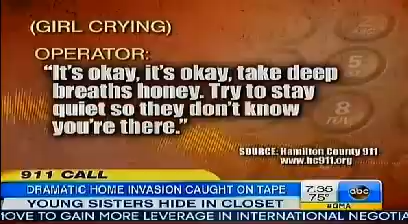 (GIRL CRYING)
OPERATOR:
"It's okay, it's okay, take deep
breaths honey. Try to stay
quiet so they don't know
you're there."
SOURCE: Hamilton County 911
www.hc911.org
911 CALL
DRAMATIC HOME INVASION CAUGHT ON TAPE
YOUNG SISTERS HIDE IN CLOSET
7:36
75°
abc
#GMA
MOVE TO GAIN MORE LEVERAGE IN INTERNATIONAL NEGOTIA